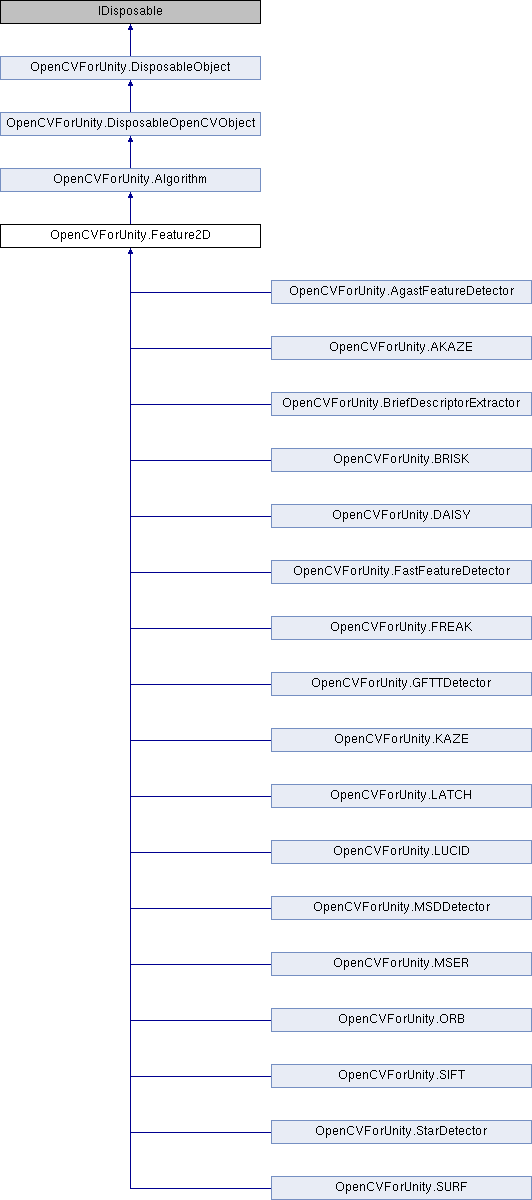 IDisposable
OpenCVForUnity.DisposableObject
OpenCVForUnity.DisposableOpenCVObject
OpenCVForUnity.Algorithm
OpenCVForUnity.Feature2D
OpenCVForUnity.AgastFeatureDetector
OpenCVForUnity.AKAZE
OpenCVForUnity.BriefDescriptorExtractor
OpenCVForUnity.BRISK
OpenCVForUnity.DAISY
OpenCVForUnity.FastFeatureDetector
OpenCVForUnity.FREAK
OpenCVForUnity.GFTTDetector
OpenCVForUnity.KAZE
OpenCVForUnity.LATCH
OpenCVForUnity.LUCID
OpenCVForUnity.MSDDetector
OpenCVForUnity.MSER
OpenCVForUnity.ORB
OpenCVForUnity.SIFT
OpenCVForUnity.StarDetector
OpenCVForUnity.SURF